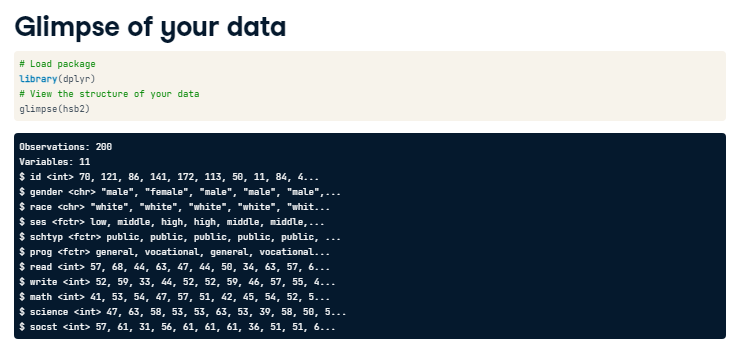 Glimpse of your data
# Load package
library(dplyr)
# View the structure of your data
glimpse(hsb2)
Observations: 200
Variables: 11
$ id <int> 70, 121, 86, 141, 172, 113, 50, 11, 84, 4...
$ gender <chr> "male", "female", "male", "male", "male",...
$ race <chr> "white", "white", "white", "white", "whit...
$ ses <fctr> low, middle, high, high, middle, middle,...
$ schtyp <fctr> public, public, public, public, public, ...
$ prog <fctr> general, vocational, general, vocational...
$ read <int> 57, 68, 44, 63, 47, 44, 50, 34, 63, 57, 6...
$ write <int> 52, 59, 33, 44, 52, 52, 59, 46, 57, 55, 4...
$ math <int> 41, 53, 54, 47, 57, 51, 42, 45, 54, 52, 5...
$ science <int> 47, 63, 58, 53, 53, 63, 53, 39, 58, 50, 5...
$ socst <int> 57, 61, 31, 56, 61, 61, 61, 36, 51, 51, 6...